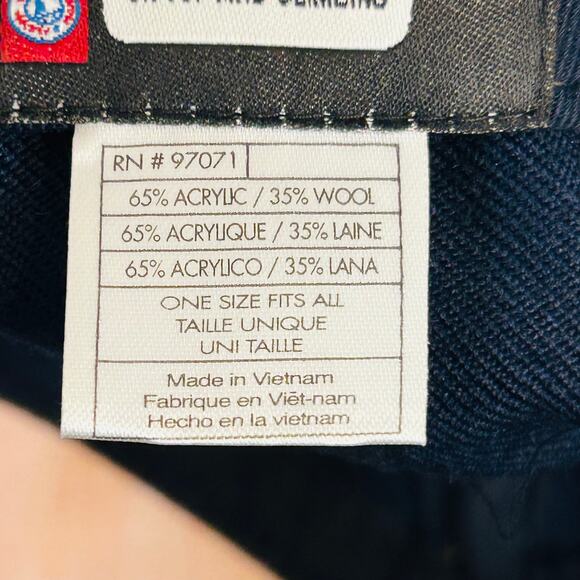 RN # 97071
65% ACRYLIC / 35% WOOL
65% ACRYLIQUE / 35% LAINE
65% ACRYLICO / 35% LANA
ONE SIZE FITS ALL
TAILLE UNIQUE
UNI TAILLE
Made in Vietnam
Fabrique en Viêt-nam
Hecho en la vietnam